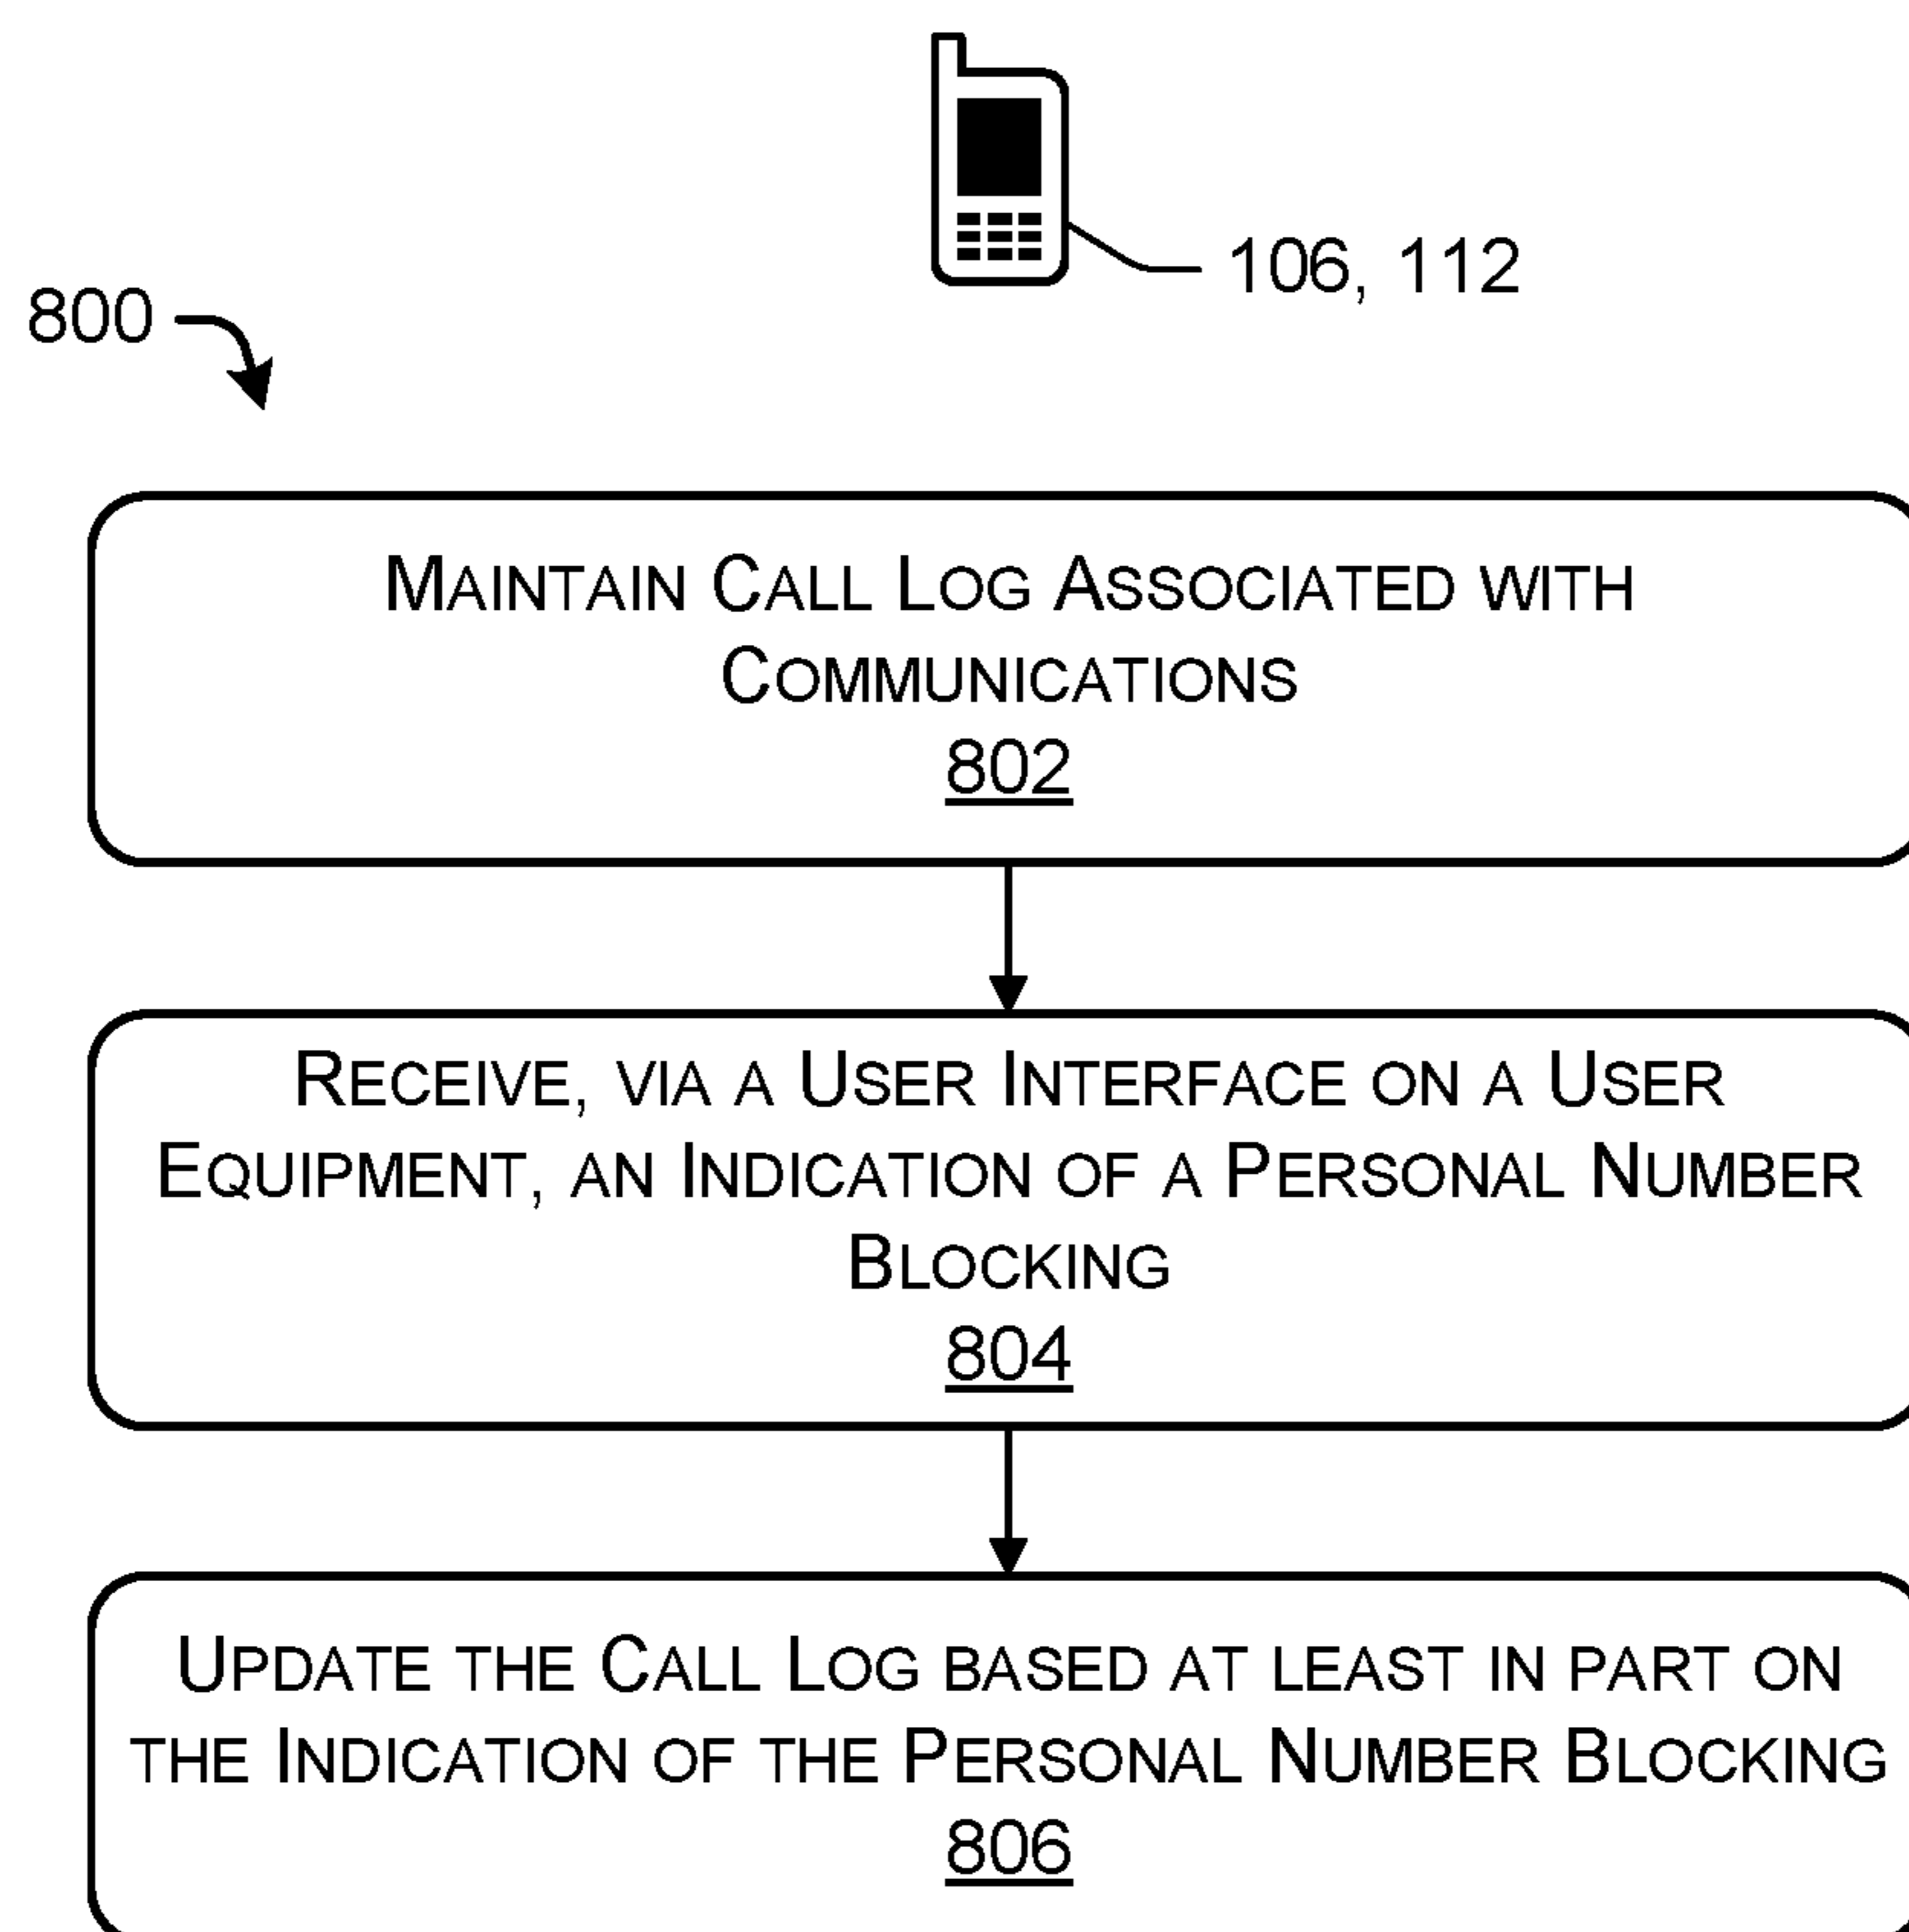 106, 112
800
MAINTAIN CALL LOG ASSOCIATED WITH
COMMUNICATIONS
802
RECEIVE, VIA A USER INTERFACE ON A USER
EQUIPMENT, AN INDICATION OF A PERSONAL NUMBER
BLOCKING
804
UPDATE THE CALL LOG BASED AT LEAST IN PART ON
THE INDICATION OF THE PERSONAL NUMBER BLOCKING
806